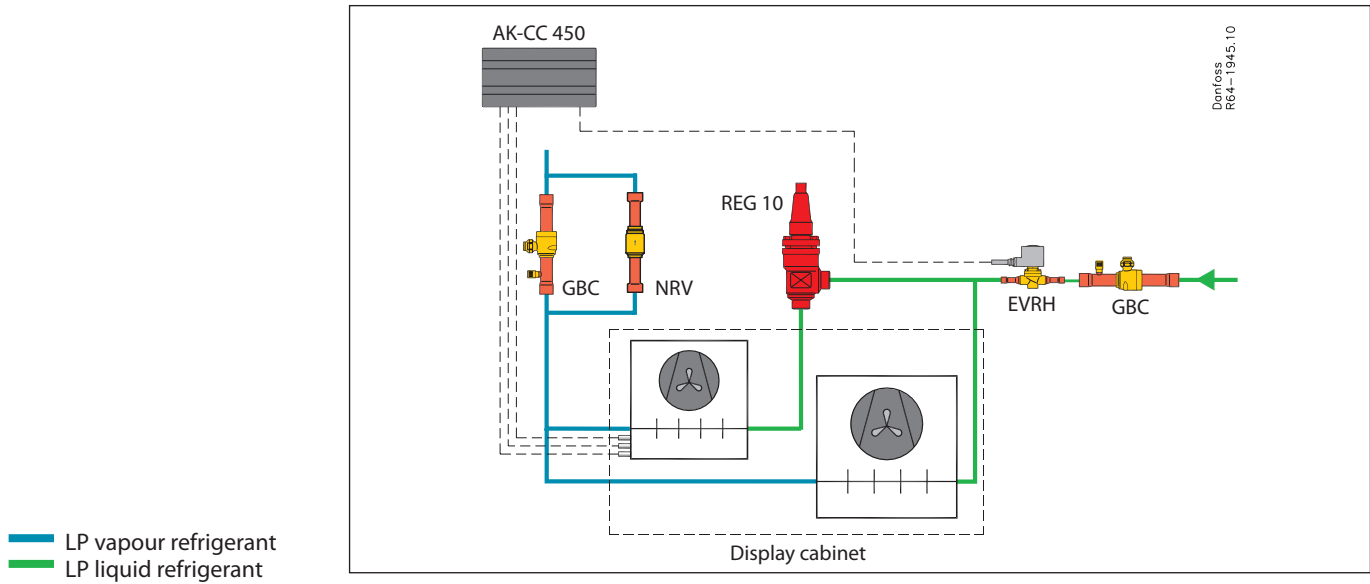 AK-CC 450
Danfoss
R64-1945.10
REG 10
GBC
NRV
EVRH
GBC
Display cabinet
LP vapour refrigerant
LP liquid refrigerant